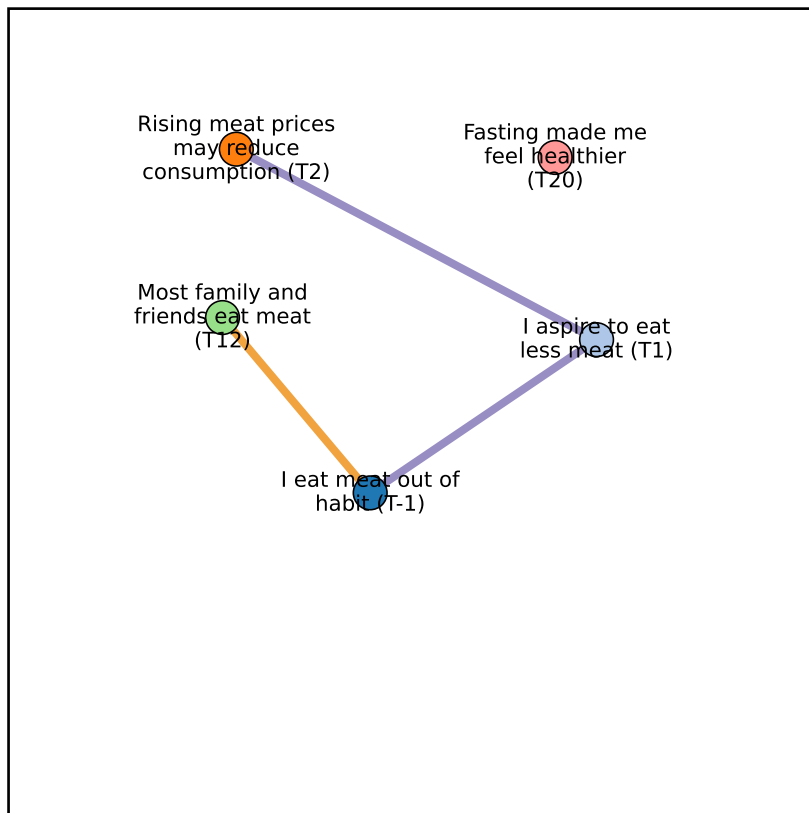 Rising meat prices
may reduce
consumption (T2)
Fasting made me
feel healthier
(T20)
Most family and
friends eat meat
(T12)
I aspire to eat
less meat (T1)
I eat meat out of
habit (T-1)